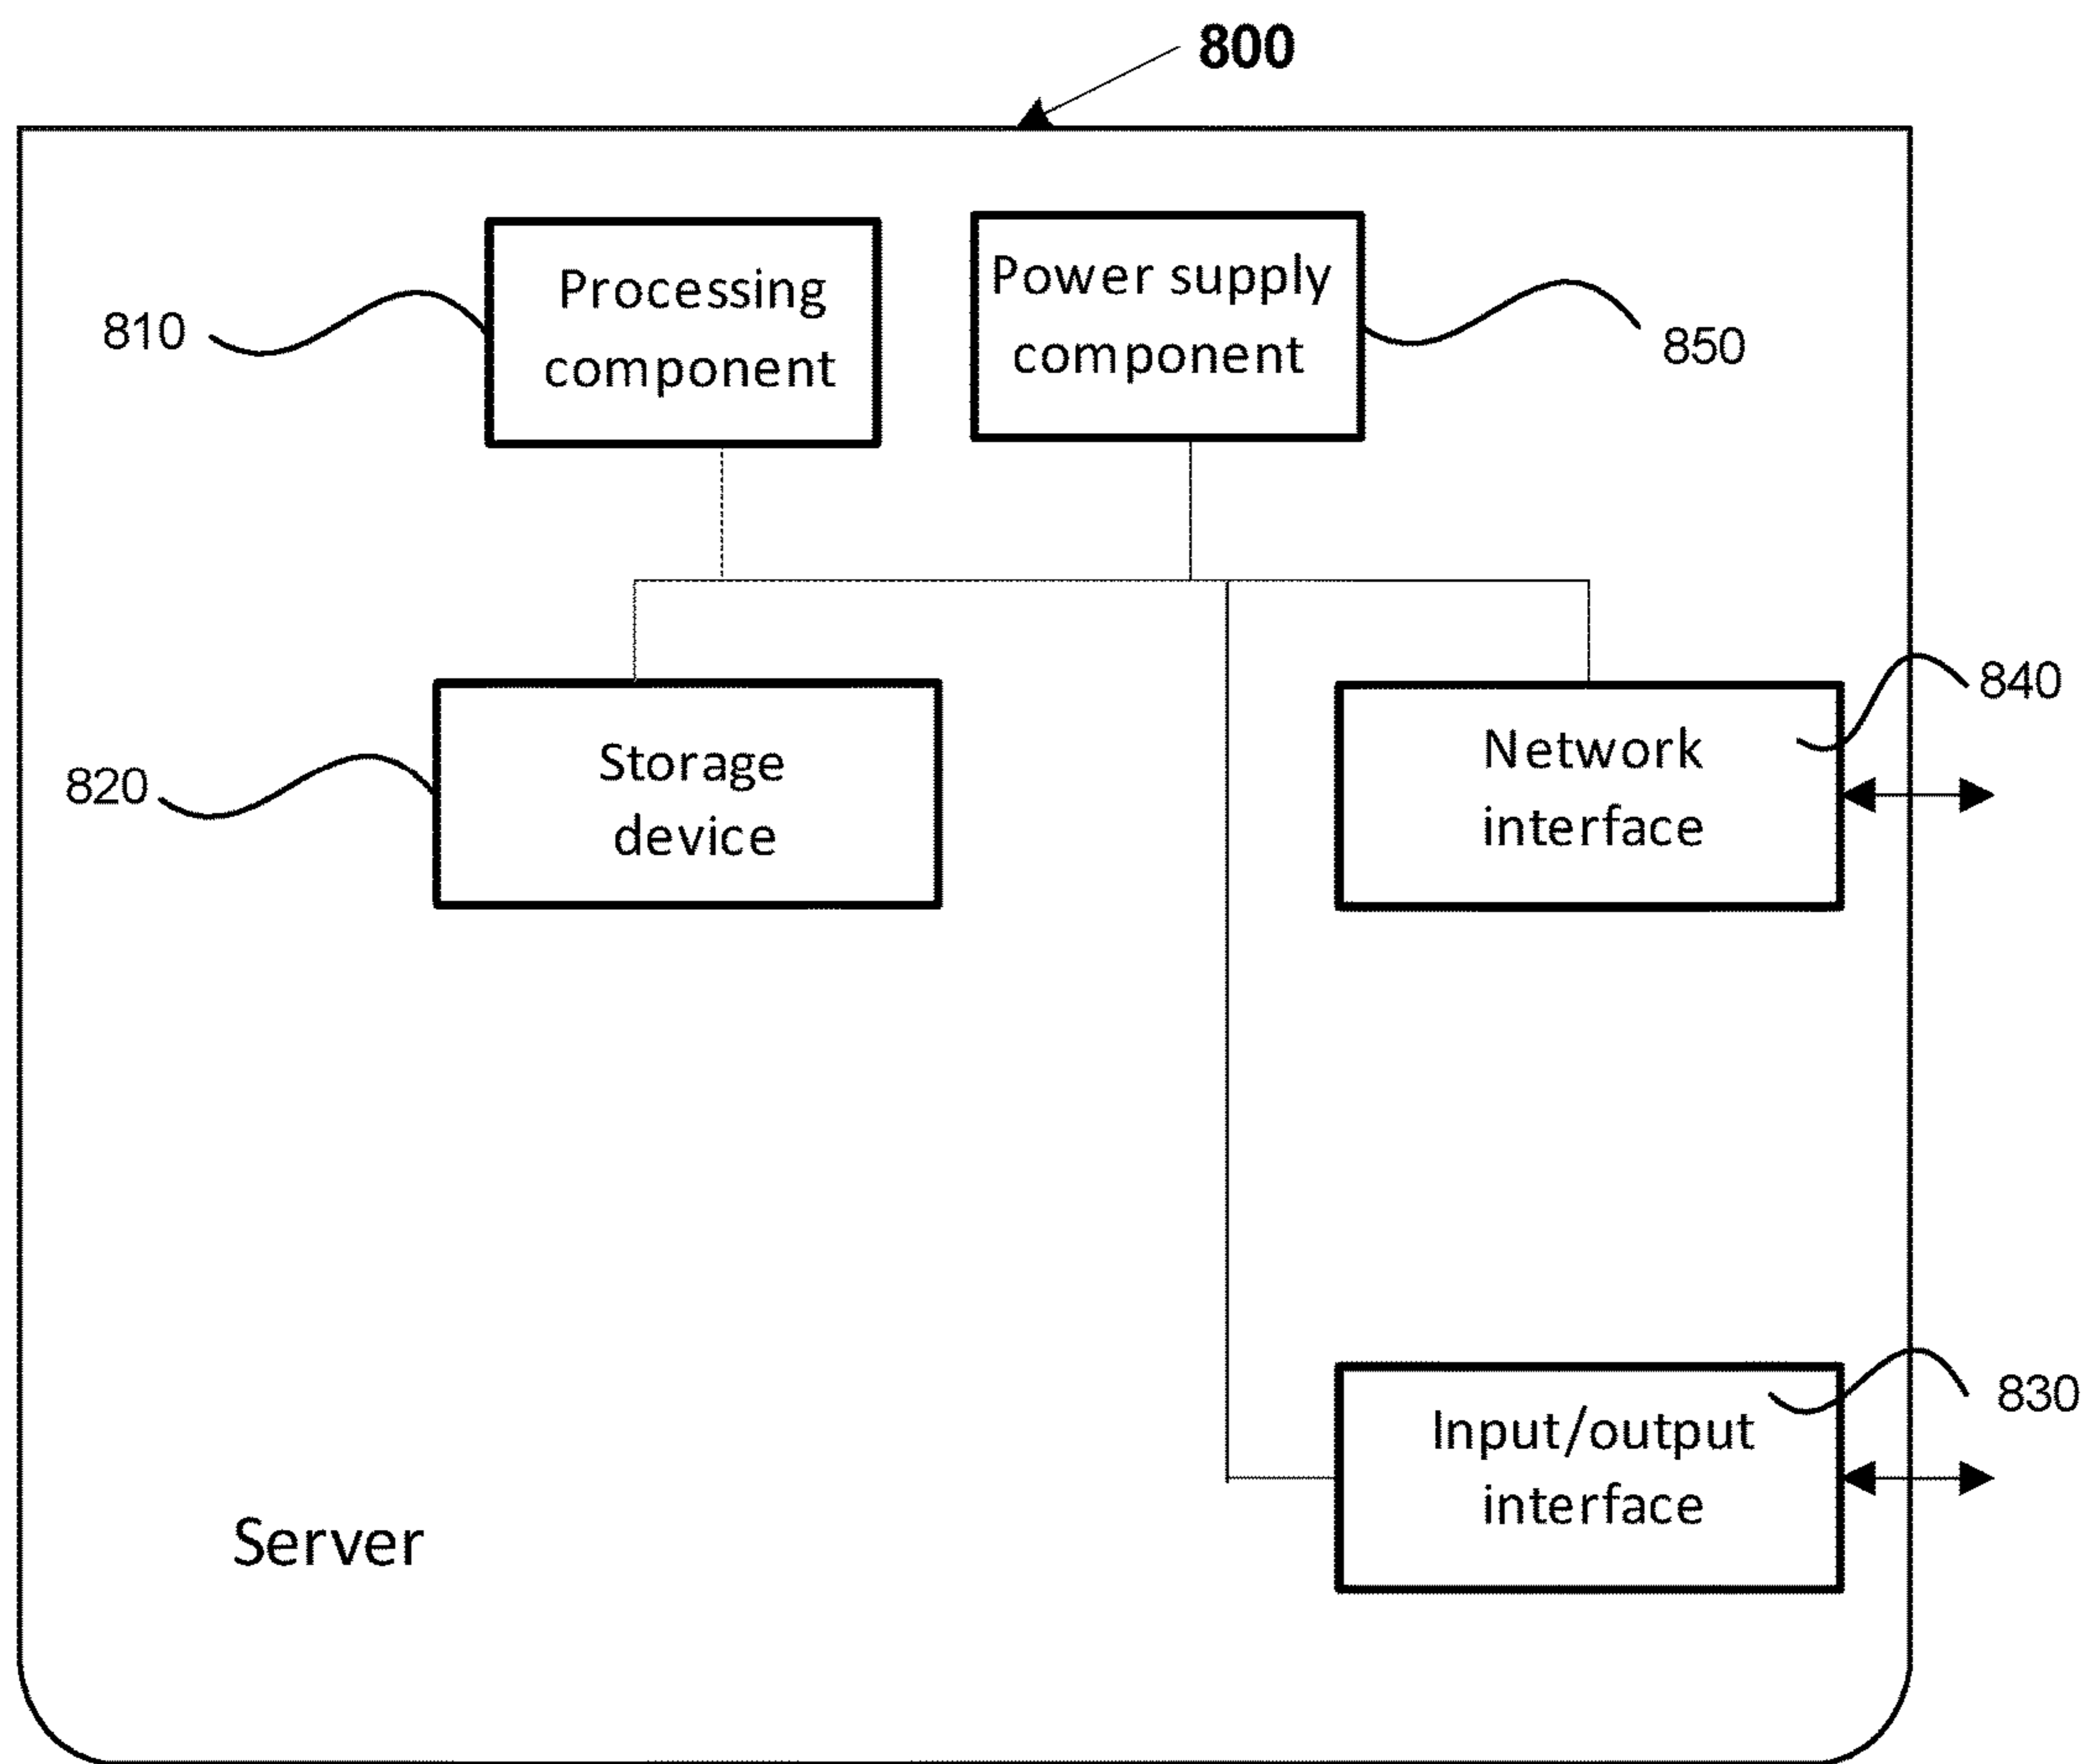 800
Processing
component
810
Power supply
component
850
Storage
device
820
Network
interface
840
Input/output
interface
830
Server